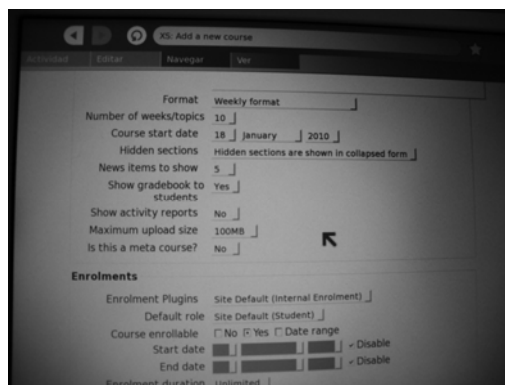 XS: Add a new course
Actividad Editar Navegar Ver
Format Weekly format
Number of weeks/topics 10
Course start date 18 January 2010
Hidden sections Hidden sections are shown in collapsed form
News items to show 5
Show gradebook to students Yes
Show activity reports No
Maximum upload size 100MB
Is this a meta course? No
Enrolments
Enrolment Plugins Site Default (Internal Enrolment)
Default role Site Default (Student)
Course enrollable No Yes Date range
Start date Disable
End date Disable
Enrolment duration Unlimited